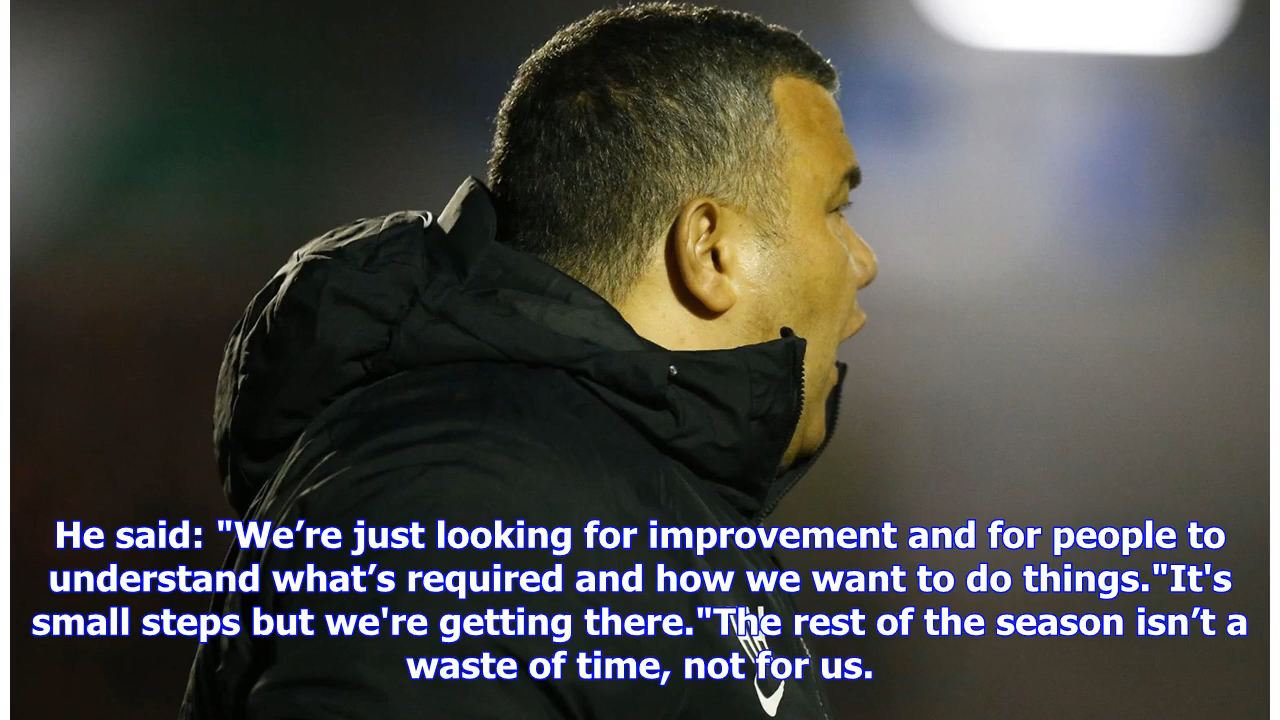 He said: "We’re just looking for improvement and for people to
understand what’s required and how we want to do things."It's
small steps but we're getting there."The rest of the season isn’t a
waste of time, not for us.